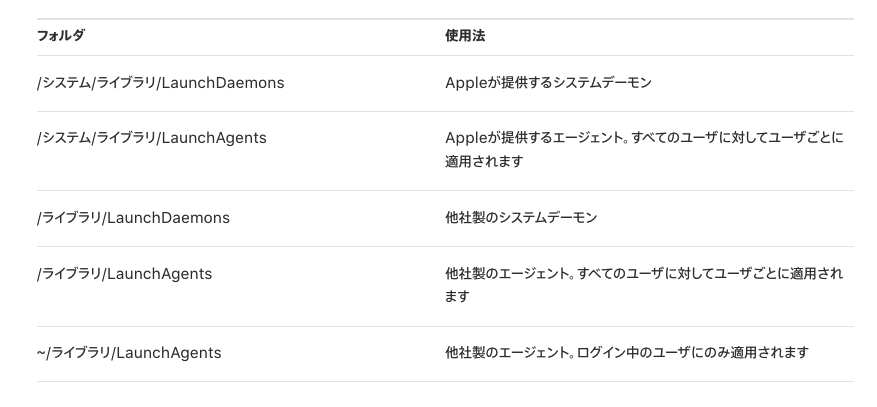 フォルダ 使用法
/システム/ライブラリ/LaunchDaemons Appleが提供するシステムデーモン
/システム/ライブラリ/LaunchAgents Appleが提供するエージェント。すべてのユーザに対してユーザごとに
適用されます
/ライブラリ/LaunchDaemons 他社製のシステムデーモン
/ライブラリ/LaunchAgents 他社製のエージェント。すべてのユーザに対してユーザごとに適用され
ます
~/ライブラリ/LaunchAgents 他社製のエージェント。ログイン中のユーザにのみ適用されます